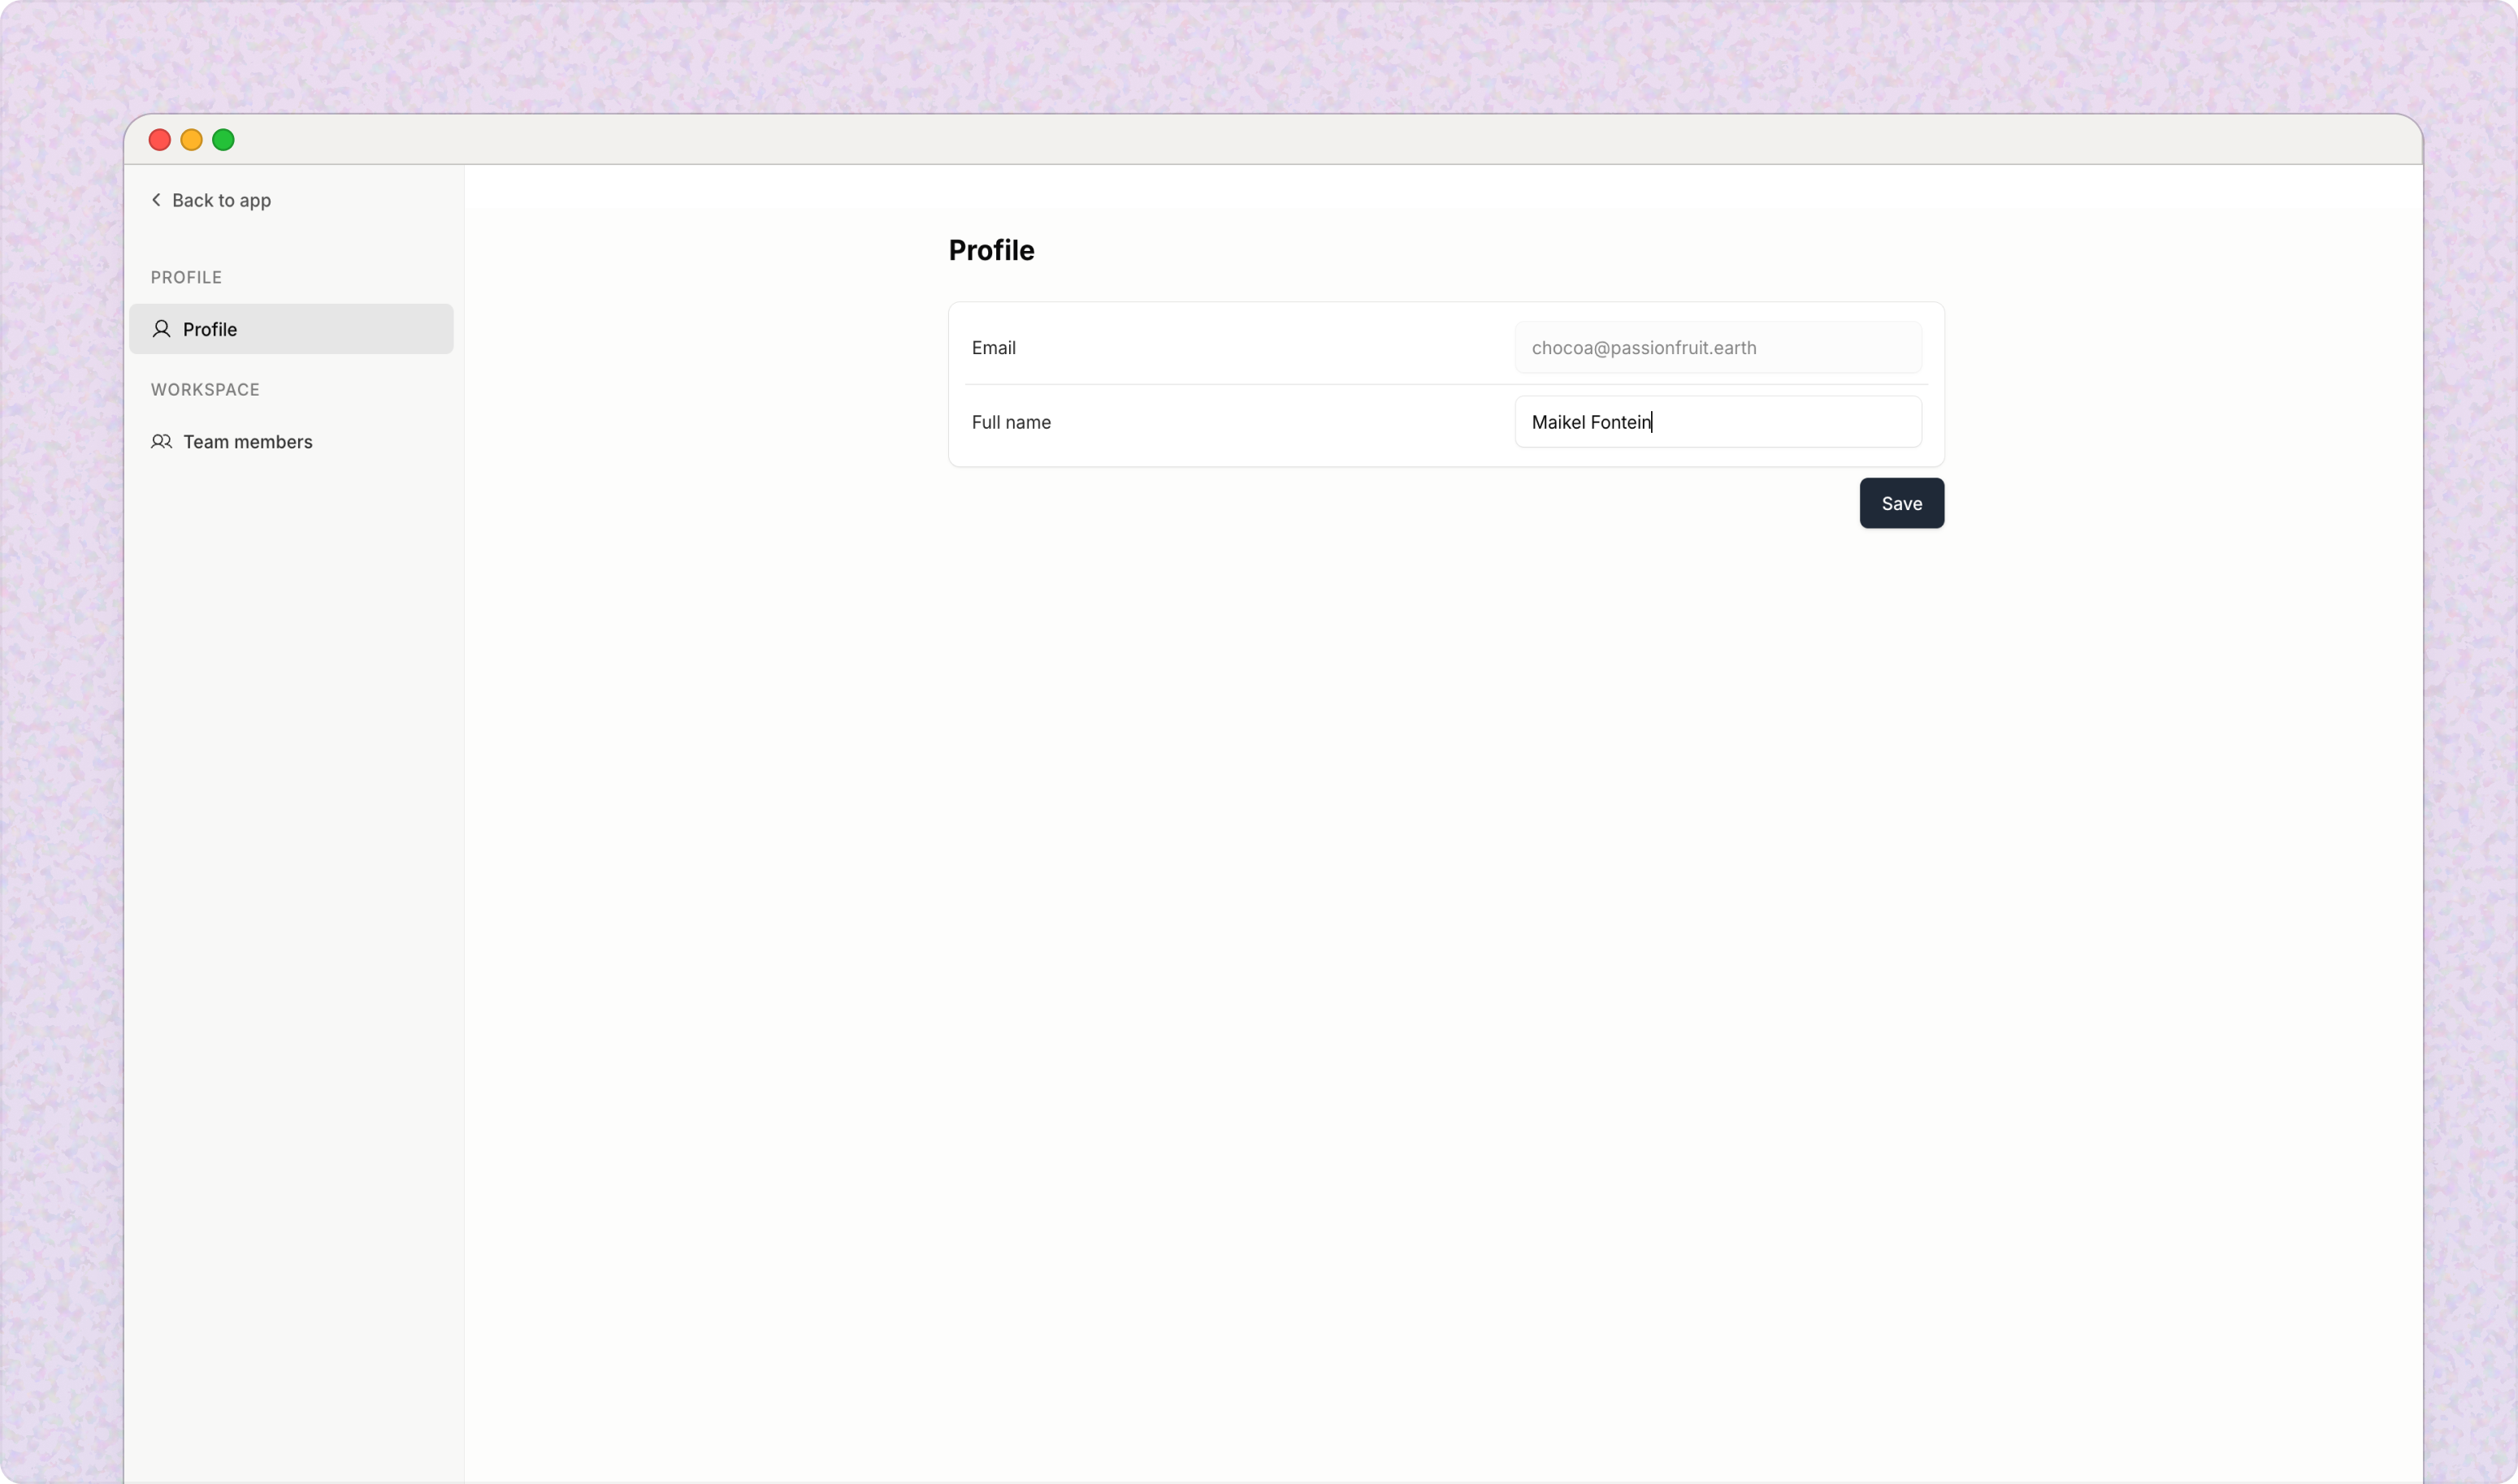 Back to app
PROFILE
Profile
WORKSPACE
Team members
Profile
Email
chocoa@passionfruit.earth
Full name
Maikel Fontein
Save